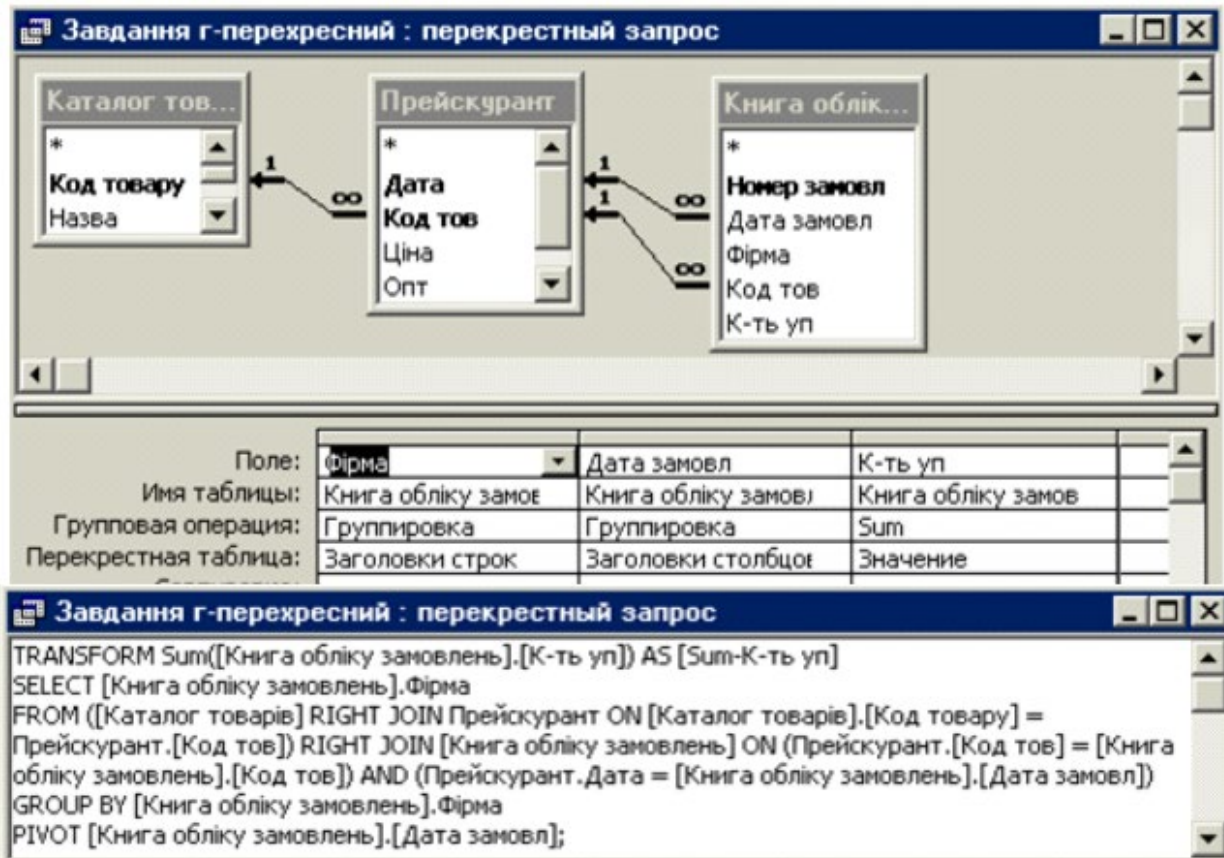 Завдання г-перехресний : перекрестный запрос
Каталог тов...
*
Код товару
Назва
Прейскурант
*
Дата
Код тов
Ціна
Опт
Книга облік...
*
Номер замовл
Дата замовл
Фірма
Код тов
К-ть уп
1
∞
1
∞
1
∞
Поле: Фірма Дата замовл К-ть уп
Имя таблицы: Книга обліку замов Книга обліку замовл Книга обліку замов
Групповая операция: Группировка Группировка Sum
Перекрестная таблица: Заголовки строк Заголовки столбцов Значение
Завдання г-перехресний : перекрестный запрос
TRANSFORM Sum([Книга обліку замовлень].[К-ть уп]) AS [Sum-К-ть уп]
SELECT [Книга обліку замовлень].Фірма
FROM ([Каталог товарів] RIGHT JOIN Прейскурант ON [Каталог товарів].[Код товару] =
Прейскурант.[Код тов]) RIGHT JOIN [Книга обліку замовлень] ON (Прейскурант.[Код тов] = [Книга
обліку замовлень].[Код тов]) AND (Прейскурант.Дата = [Книга обліку замовлень].[Дата замовл])
GROUP BY [Книга обліку замовлень].Фірма
PIVOT [Книга обліку замовлень].[Дата замовл];